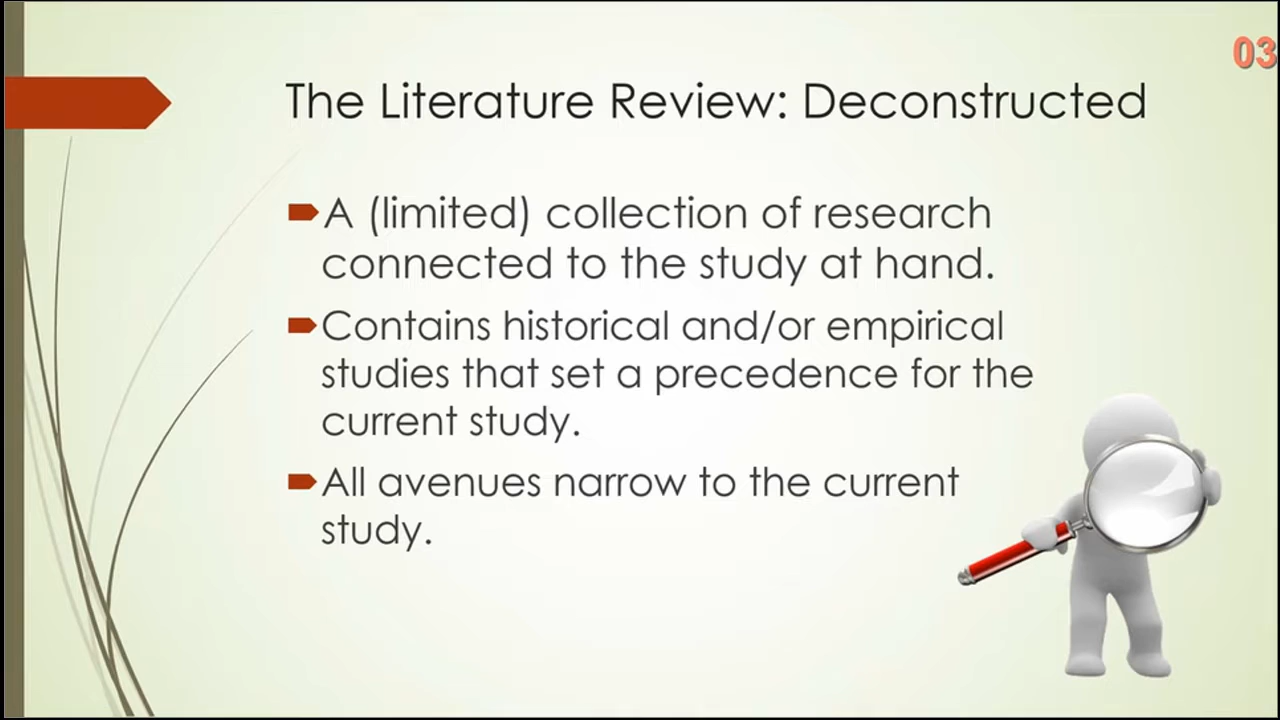 03
The Literature Review: Deconstructed
A (limited) collection of research
connected to the study at hand.
Contains historical and/or empirical
studies that set a precedence for the
current study.
All avenues narrow to the current
study.